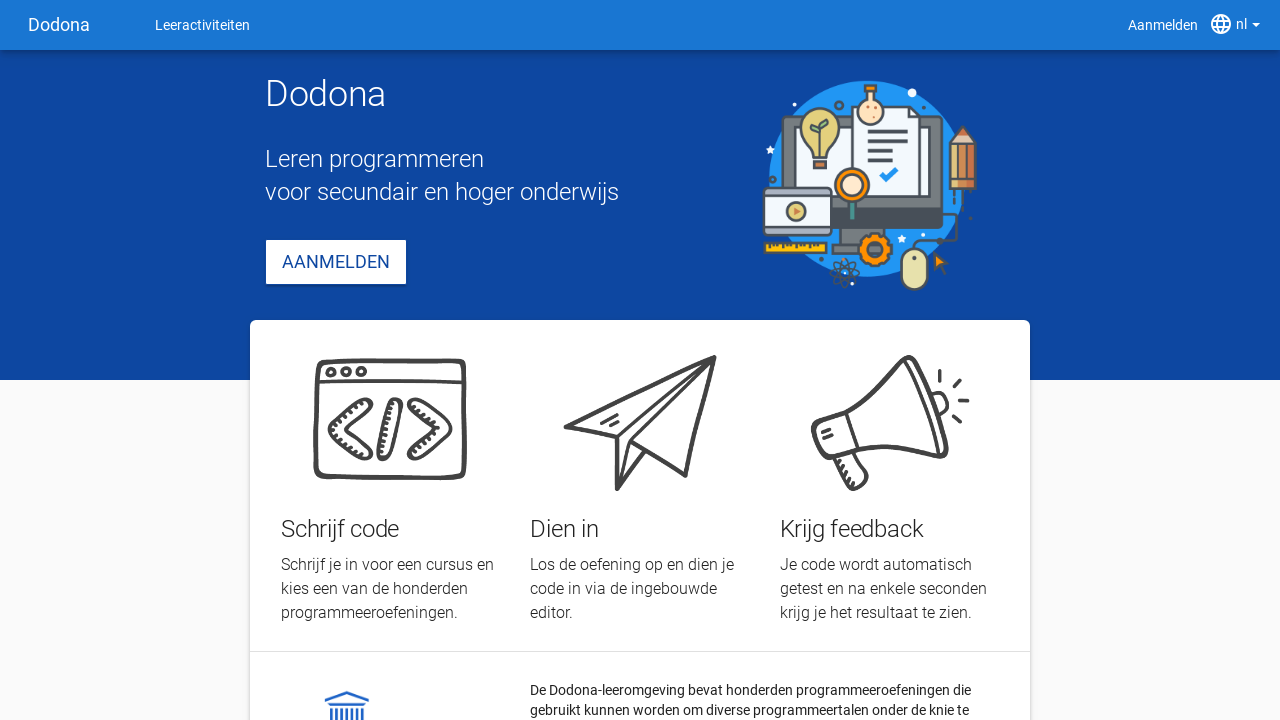 Dodona
Leeractiviteiten
Aanmelden
nl
Dodona
Leren programmeren
voor secundair en hoger onderwijs
AANMELDEN
Schrijf code
Schrijf je in voor een cursus en
kies een van de honderden
programmeeroefeningen.
Dien in
Los de oefening op en dien je
code in via de ingebouwde
editor.
Krijg feedback
Je code wordt automatisch
getest en na enkele seconden
krijg je het resultaat te zien.
De Dodona-leeromgeving bevat honderden programmeeroefeningen die
gebruikt kunnen worden om diverse programmeertalen onder de knie te